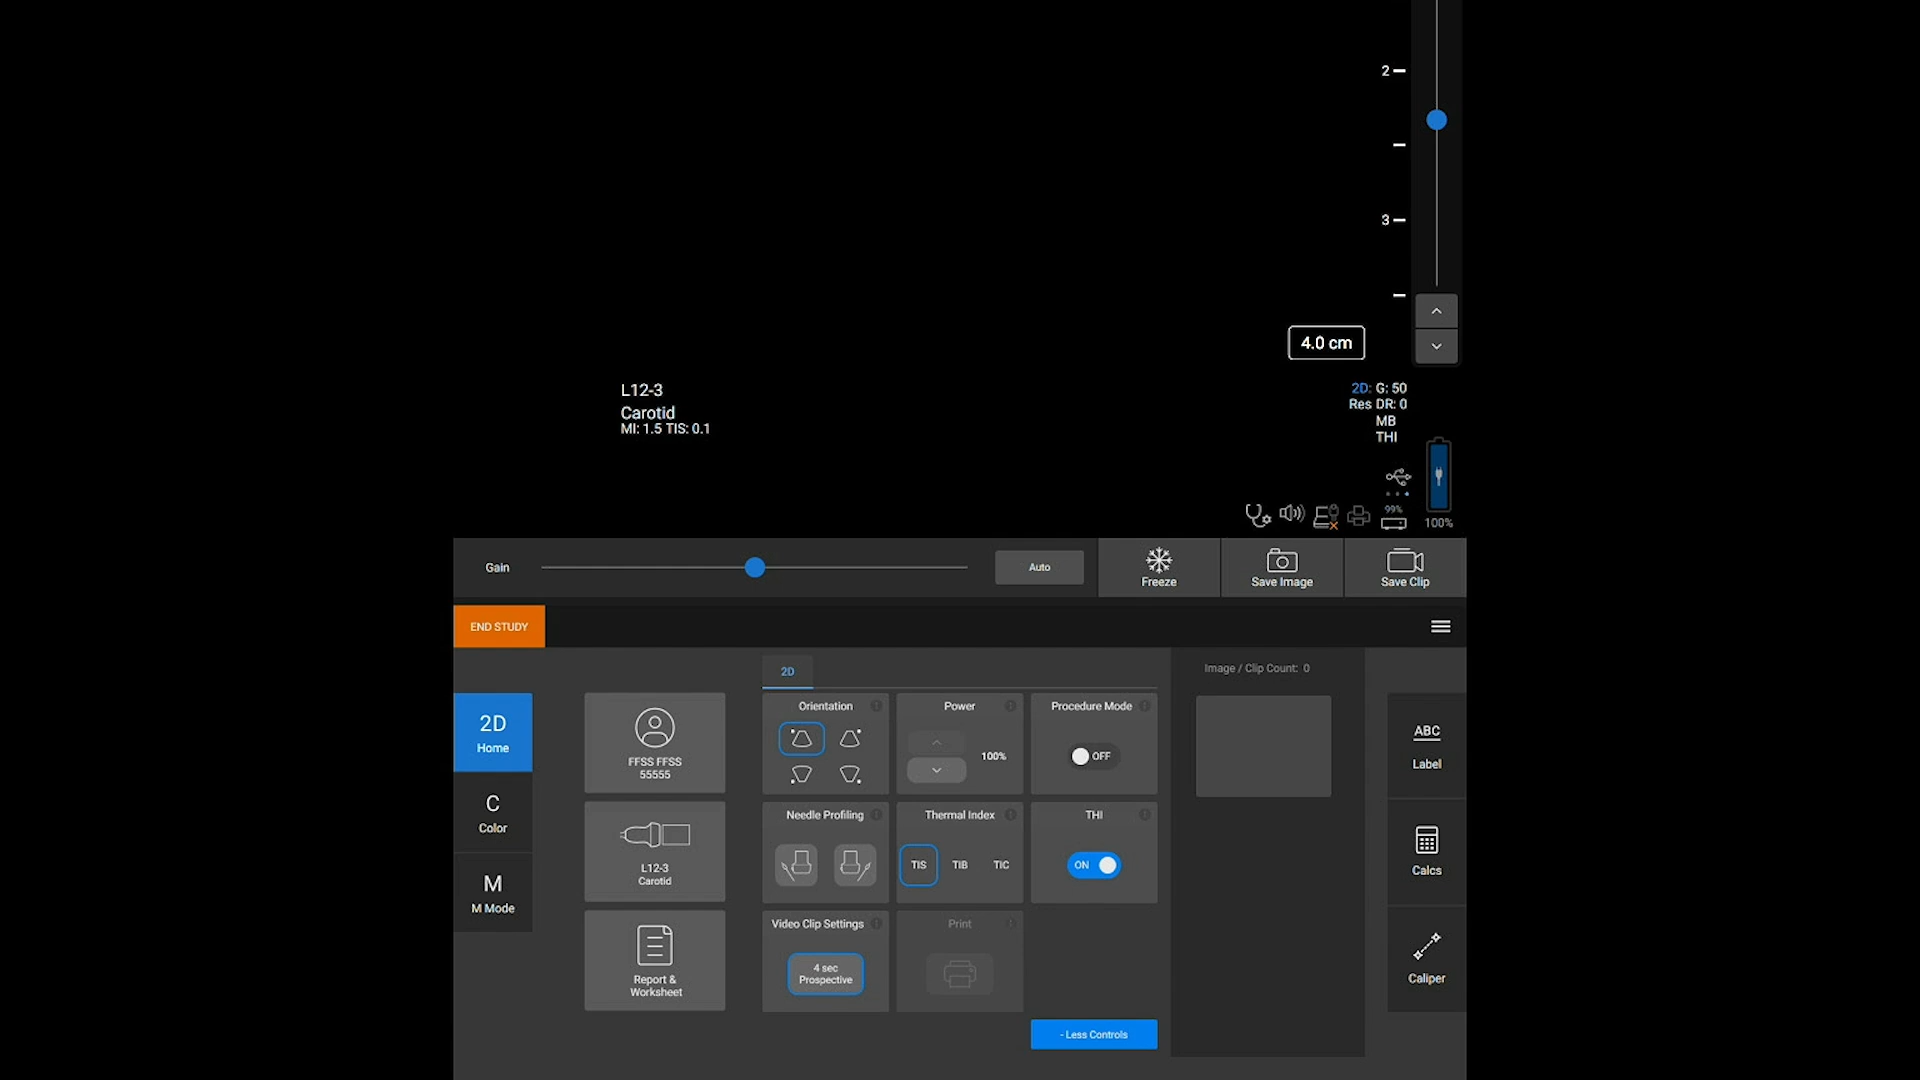 2
3
4.0 cm
L12-3
Carotid
MI: 1.5 TIS: 0.1
2D: G: 50
Res DR: 0
MB
THI
99%
100%
Gain
Auto
Freeze
Save Image
Save Clip
END STUDY
2D
Image / Clip Count: 0
2D
Home
C
Color
M
M Mode
FFSS FFSS
55555
L12-3
Carotid
Report &
Worksheet
Orientation
Power
100%
Procedure Mode
OFF
Needle Profiling
Thermal Index
TIS TIB TIC
THI
ON
Video Clip Settings
4 sec
Prospective
Print
- Less Controls
ABC
Label
Calcs
Caliper